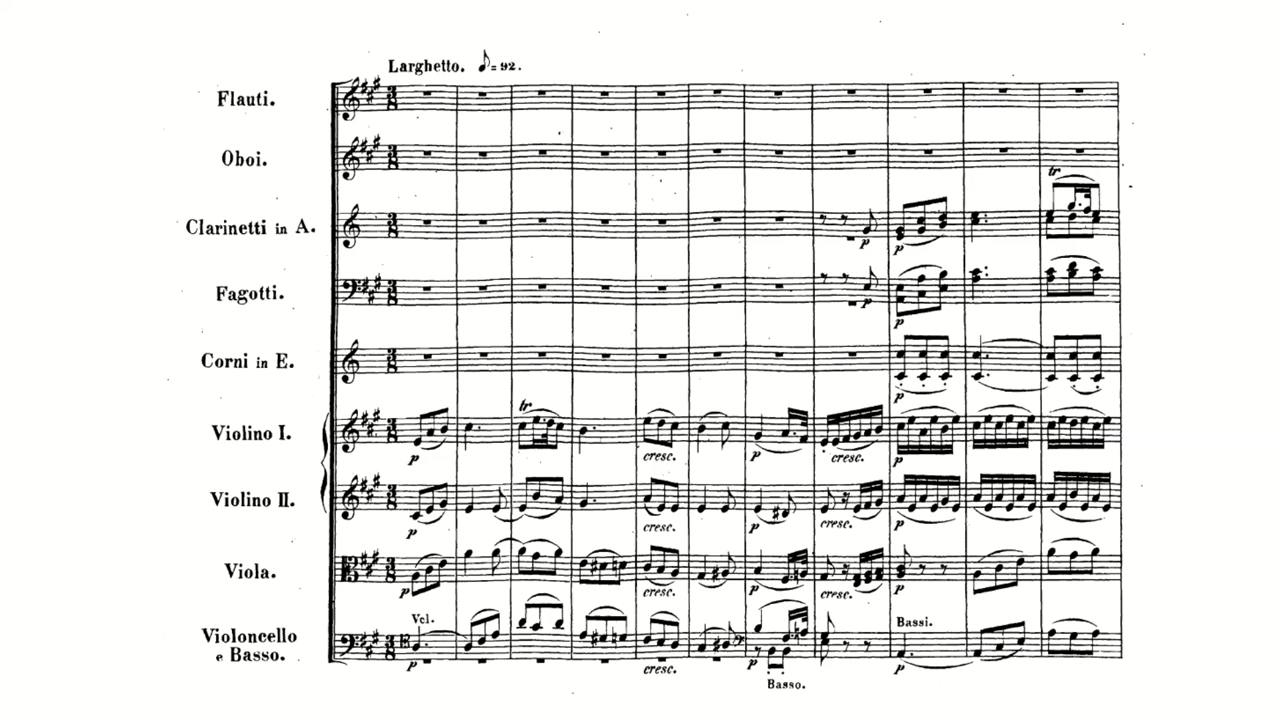 Larghetto. ♪=92.
Flauti.
Oboi.
tr
Clarinetti in A.
p p
Fagotti.
p p
Corni in E.
p
tr
Violino I.
p cresc. p cresc. p
Violino II.
p cresc. p cresc. p
Viola.
p cresc. p cresc. p
Vcl. Bassi.
Violoncello
e Basso.
p cresc. p p
Basso.